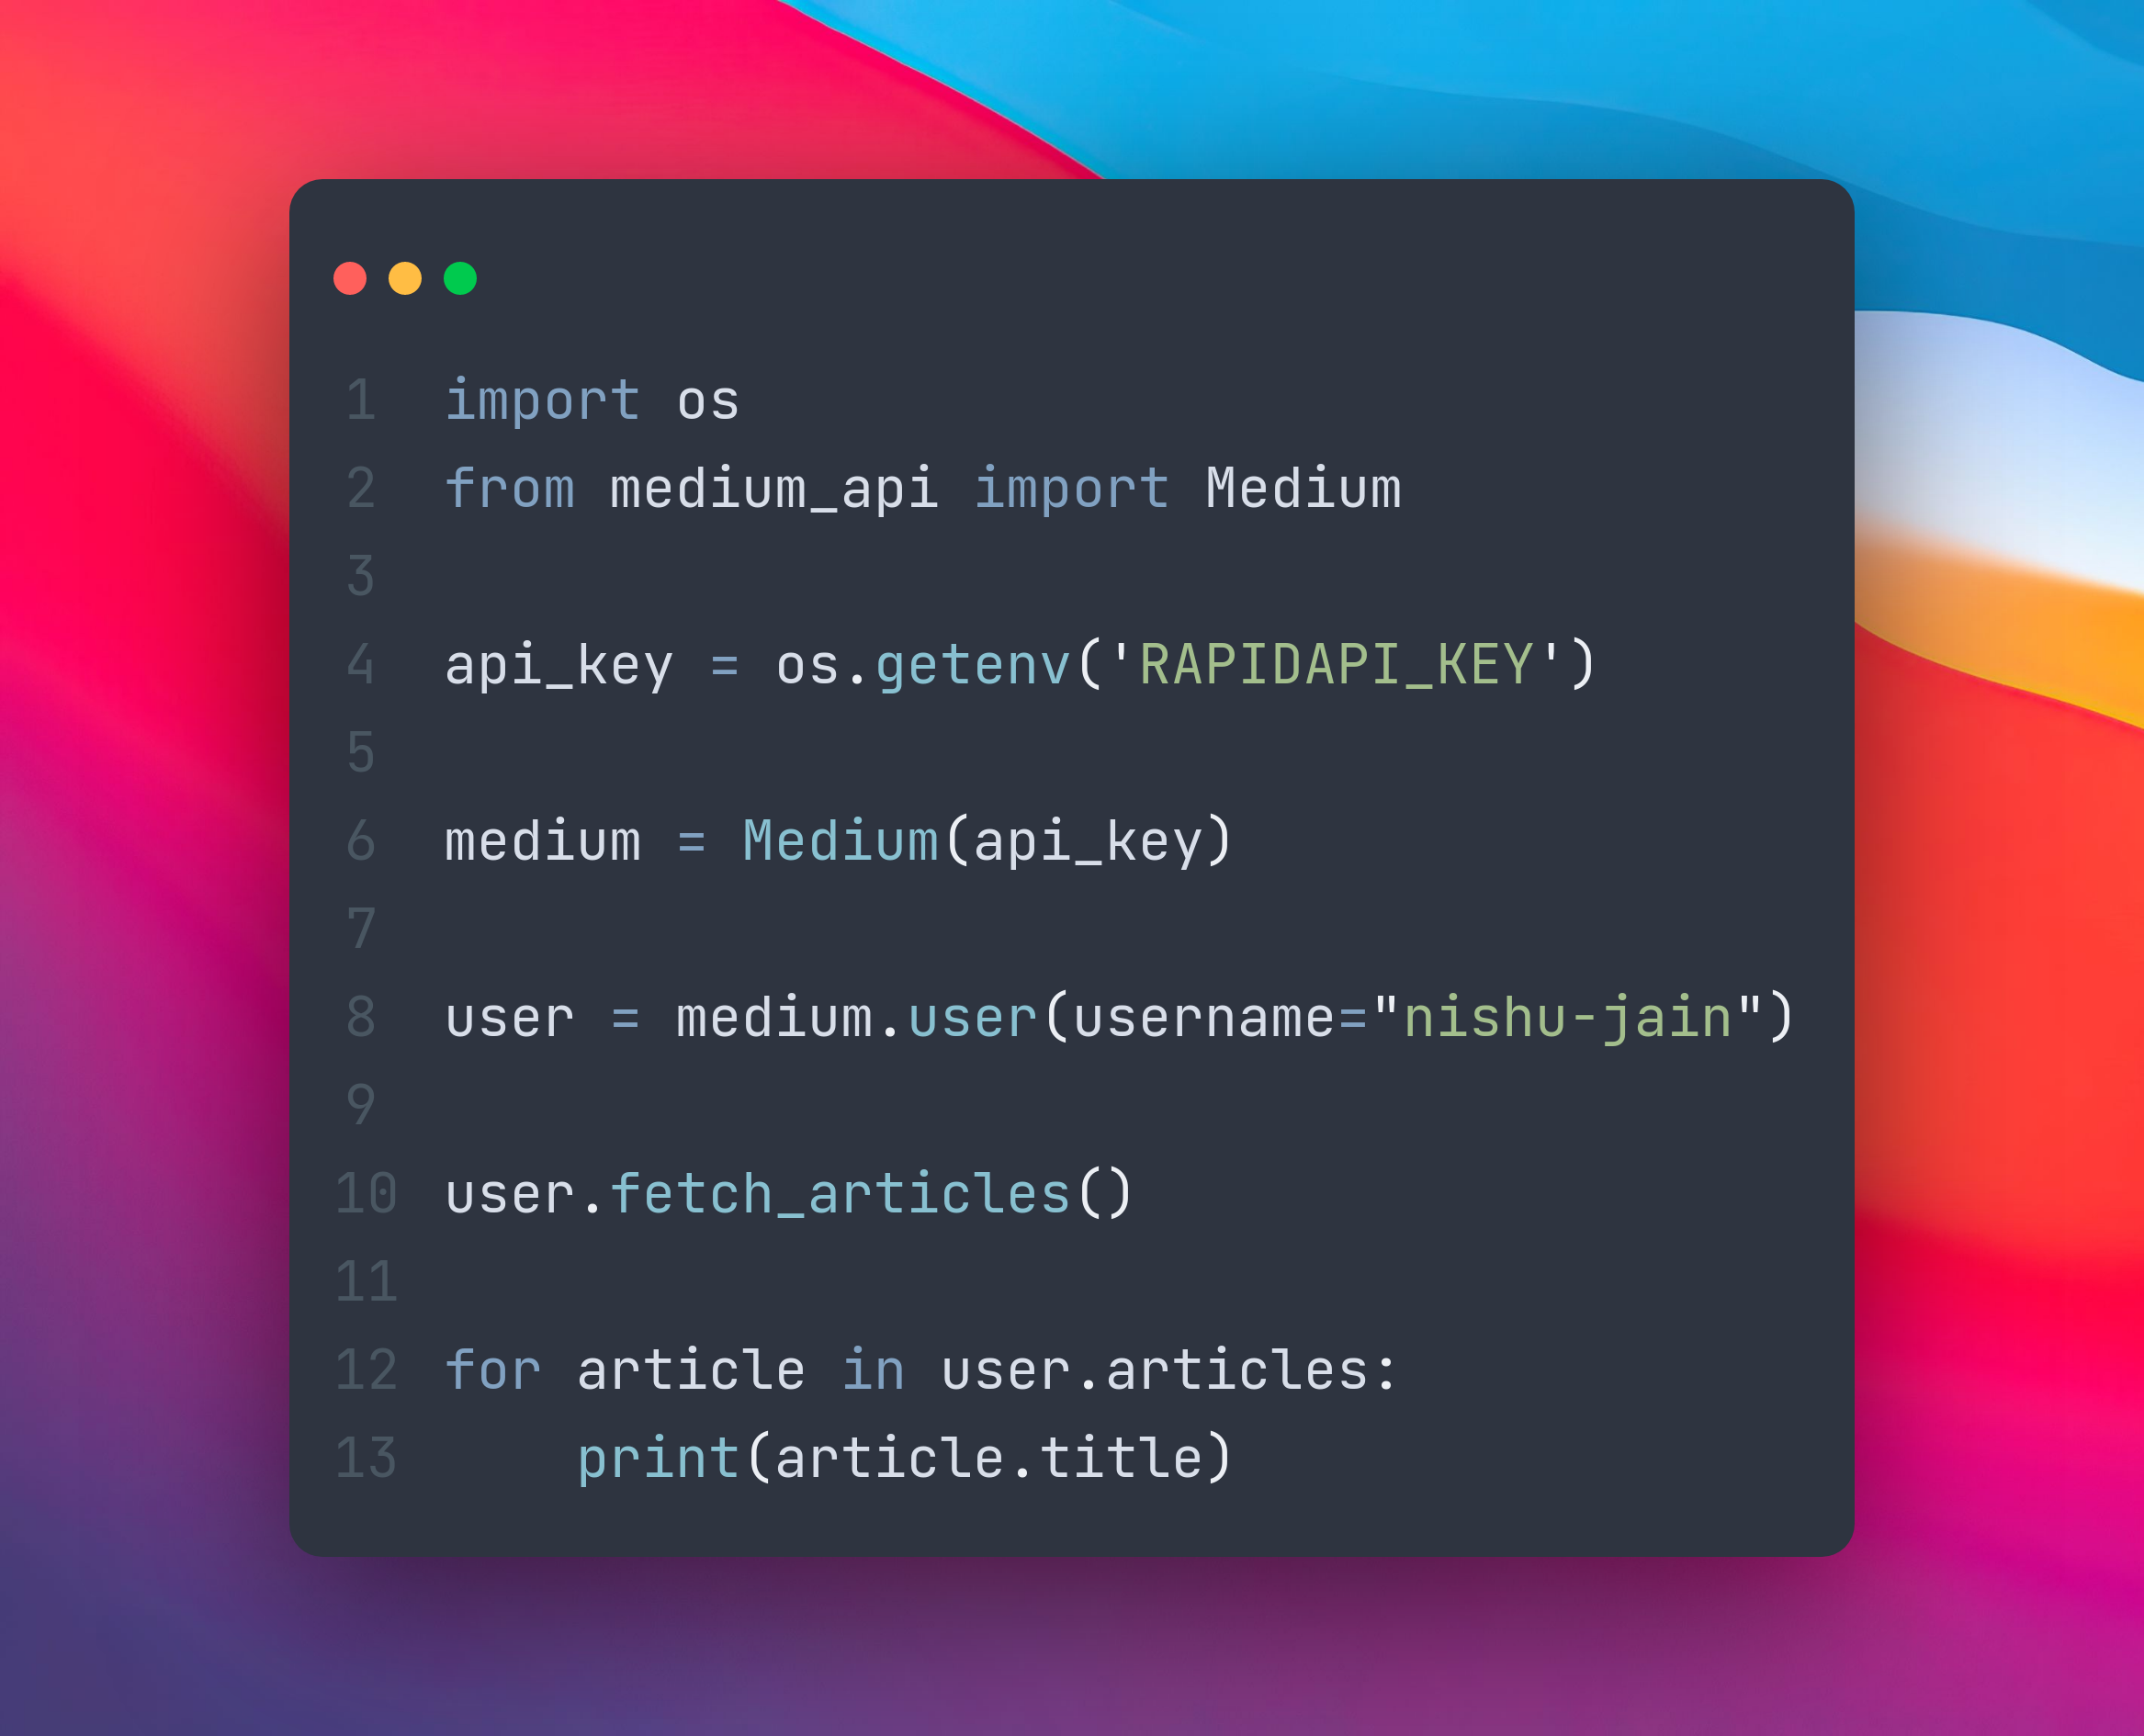 1 import os
2 from medium_api import Medium
3
4 api_key = os.getenv('RAPIDAPI_KEY')
5
6 medium = Medium(api_key)
7
8 user = medium.user(username="nishu-jain")
9
10 user.fetch_articles()
11
12 for article in user.articles:
13     print(article.title)